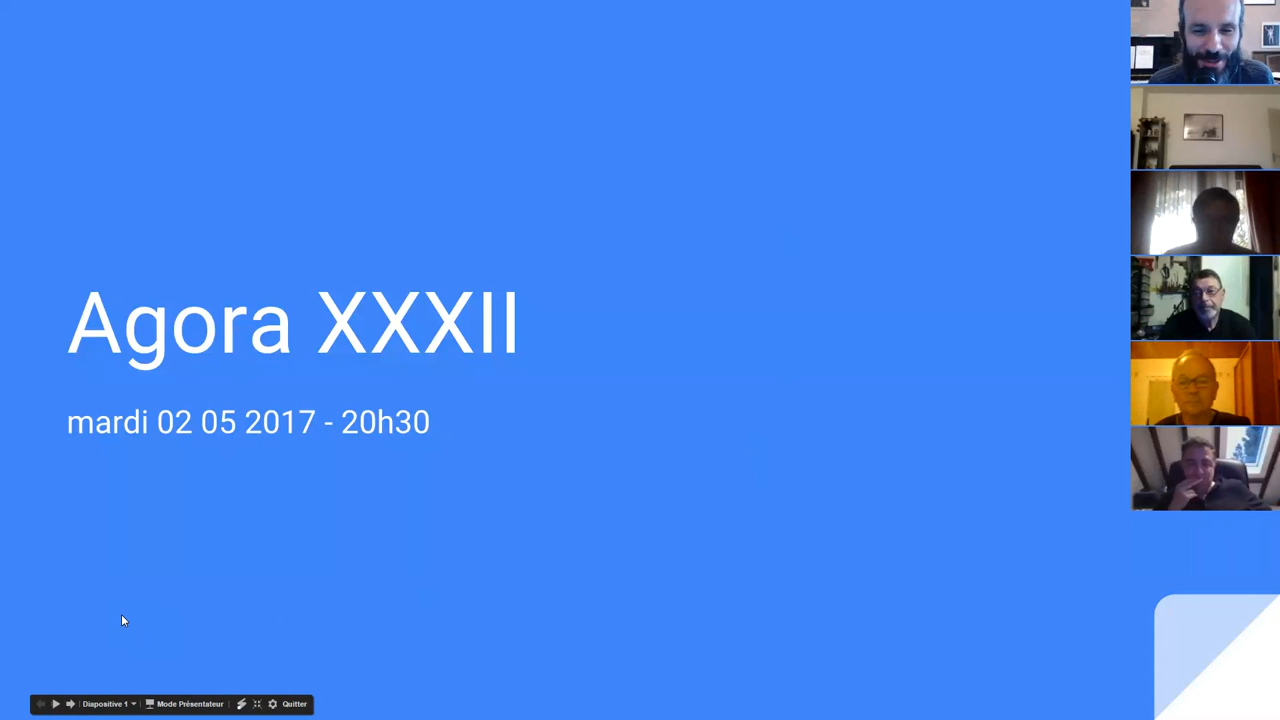 Agora XXXII
mardi 02 05 2017 - 20h30
Diapositive 1
Mode Présentateur
Quitter